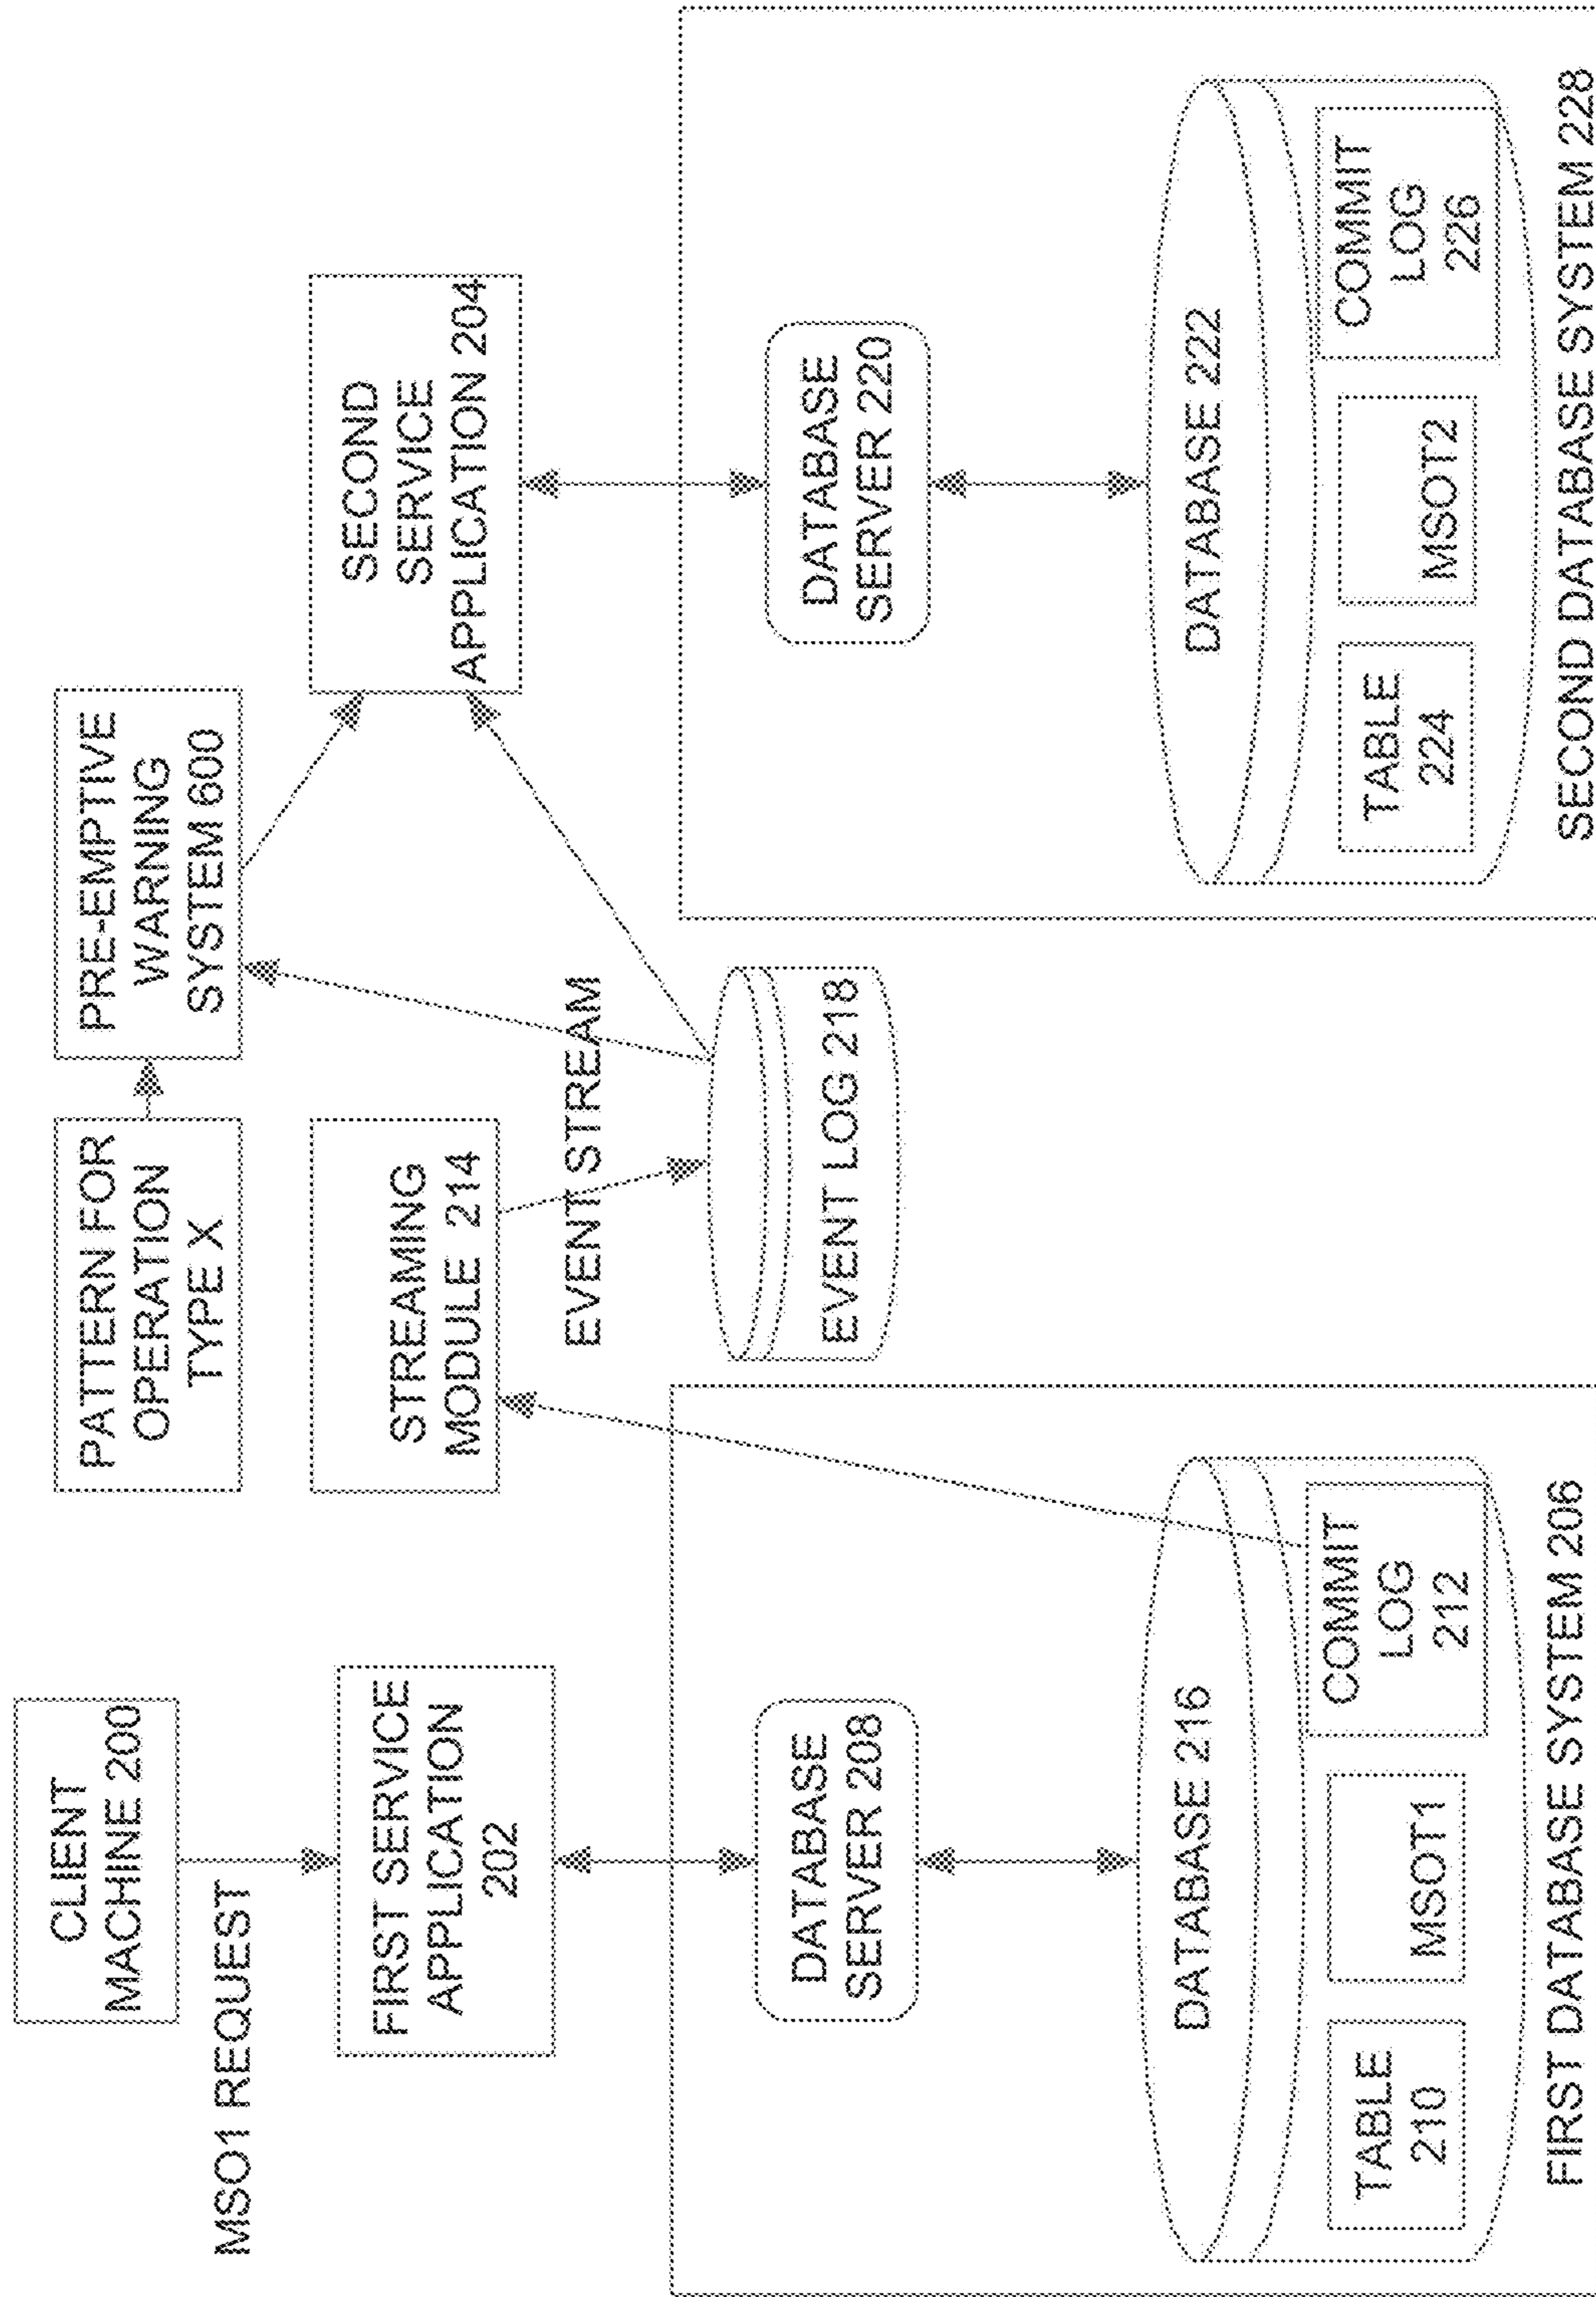 CLIENT
MACHINE 200
MSO1 REQUEST
FIRST SERVICE
APPLICATION
202
DATABASE
SERVER 208
DATABASE 216
TABLE
210
MSOT1
COMMIT
LOG
212
FIRST DATABASE SYSTEM 206
PATTERN FOR
OPERATION
TYPE X
PRE-EMPTIVE
WARNING
SYSTEM 600
STREAMING
MODULE 214
EVENT STREAM
EVENT LOG 218
SECOND
SERVICE
APPLICATION 204
DATABASE
SERVER 220
DATABASE 222
TABLE
224
MSOT2
COMMIT
LOG
226
SECOND DATABASE SYSTEM 228